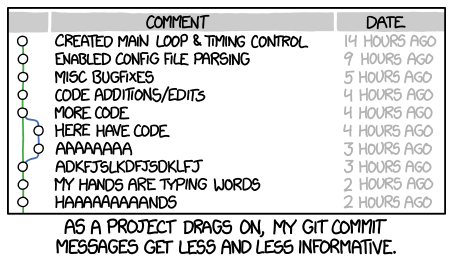 COMMENT DATE
CREATED MAIN LOOP & TIMING CONTROL 14 HOURS AGO
ENABLED CONFIG FILE PARSING 9 HOURS AGO
MISC BUGFIXES 5 HOURS AGO
CODE ADDITIONS/EDITS 4 HOURS AGO
MORE CODE 4 HOURS AGO
HERE HAVE CODE 4 HOURS AGO
AAAAAAAA 3 HOURS AGO
ADKFJSLKDFJSDKLFJ 3 HOURS AGO
MY HANDS ARE TYPING WORDS 2 HOURS AGO
HAAAAAAAAANDS 2 HOURS AGO
AS A PROJECT DRAGS ON, MY GIT COMMIT
MESSAGES GET LESS AND LESS INFORMATIVE.